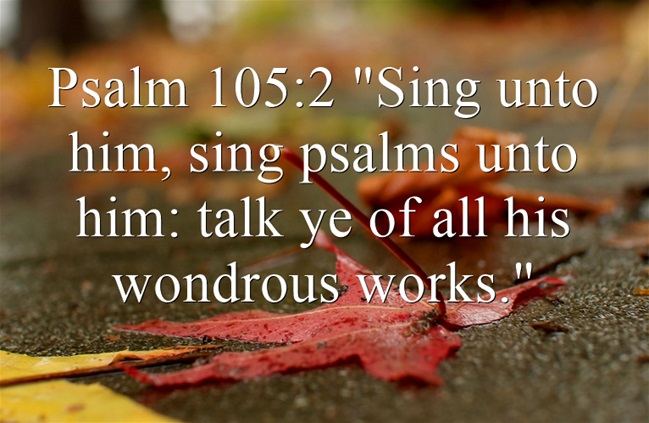 Psalm 105:2 "Sing unto
him, sing psalms unto
him: talk ye of all his
wondrous works."